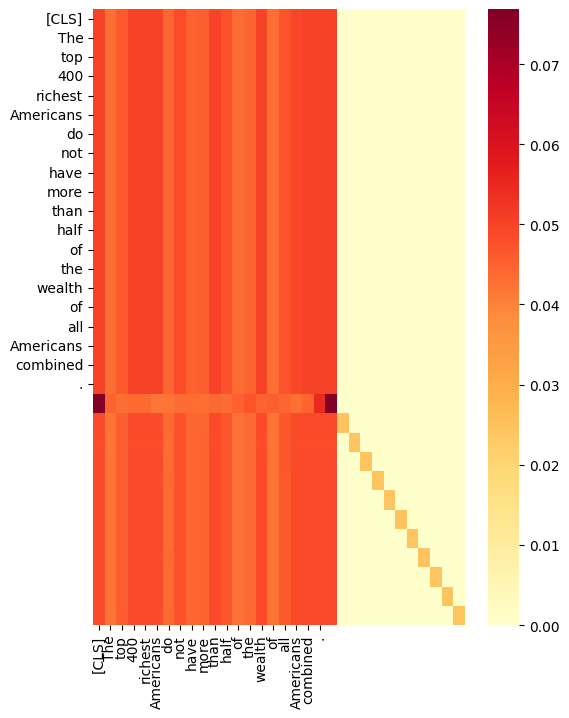 [CLS]
The
top
400
richest
Americans
do
not
have
more
than
half
of
the
wealth
of
all
Americans
combined
.
0.07
0.06
0.05
0.04
0.03
0.02
0.01
0.00
[CLS]
The
top
400
richest
Americans
do
not
have
more
than
half
of
the
wealth
of
all
Americans
combined
.